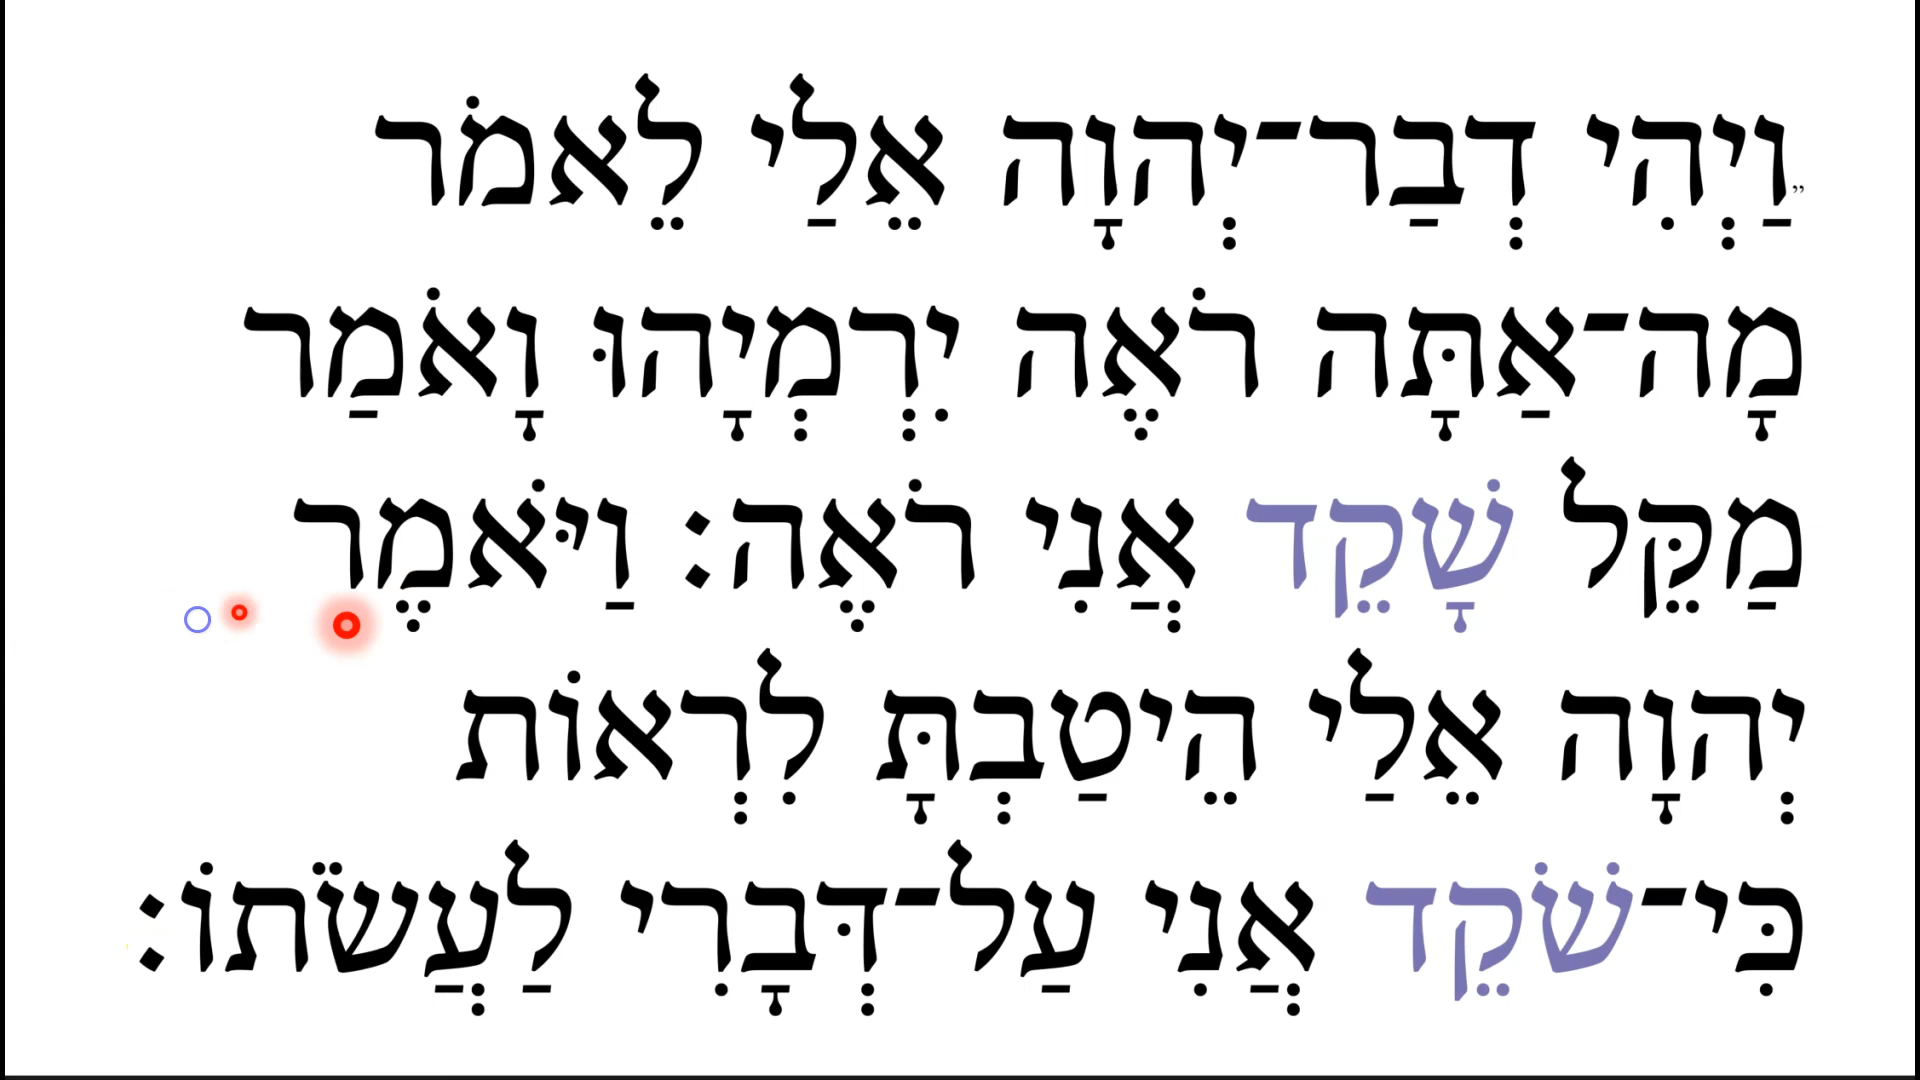 ”וַיְהִי דְבַר־יְהוָה אֵלַי לֵאמֹר
מָה־אַתָּה רֹאֶה יִרְמְיָהוּ וָאֹמַר
מַקֵּל שָׁקֵד אֲנִי רֹאֶה׃ וַיֹּאמֶר
יְהוָה אֵלַי הֵיטַבְתָּ לִרְאוֹת
כִּי־שֹׁקֵד אֲנִי עַל־דְּבָרִי לַעֲשֹׂתוֹ׃